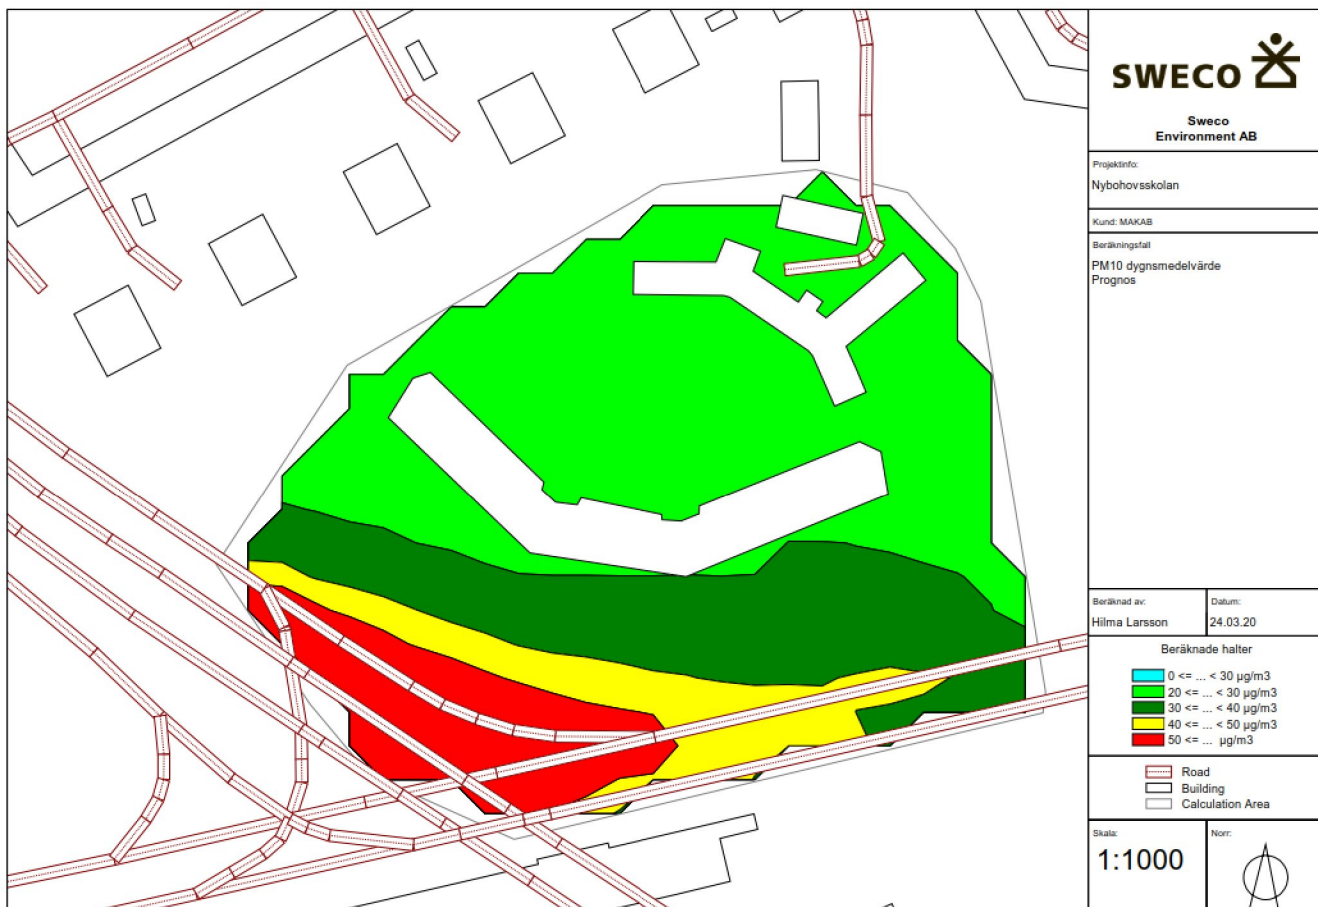 SWECO
Sweco
Environment AB
Projektinfo:
Nybohovsskolan
Kund: MAKAB
Beräkningsfall
PM10 dygnsmedelvärde
Prognos
Beräknad av:
Hilma Larsson
Datum:
24.03.20
Beräknade halter
0 <= ... < 30 µg/m3
20 <= ... < 30 µg/m3
30 <= ... < 40 µg/m3
40 <= ... < 50 µg/m3
50 <= ... µg/m3
Road
Building
Calculation Area
Skala:
1:1000
Norr: